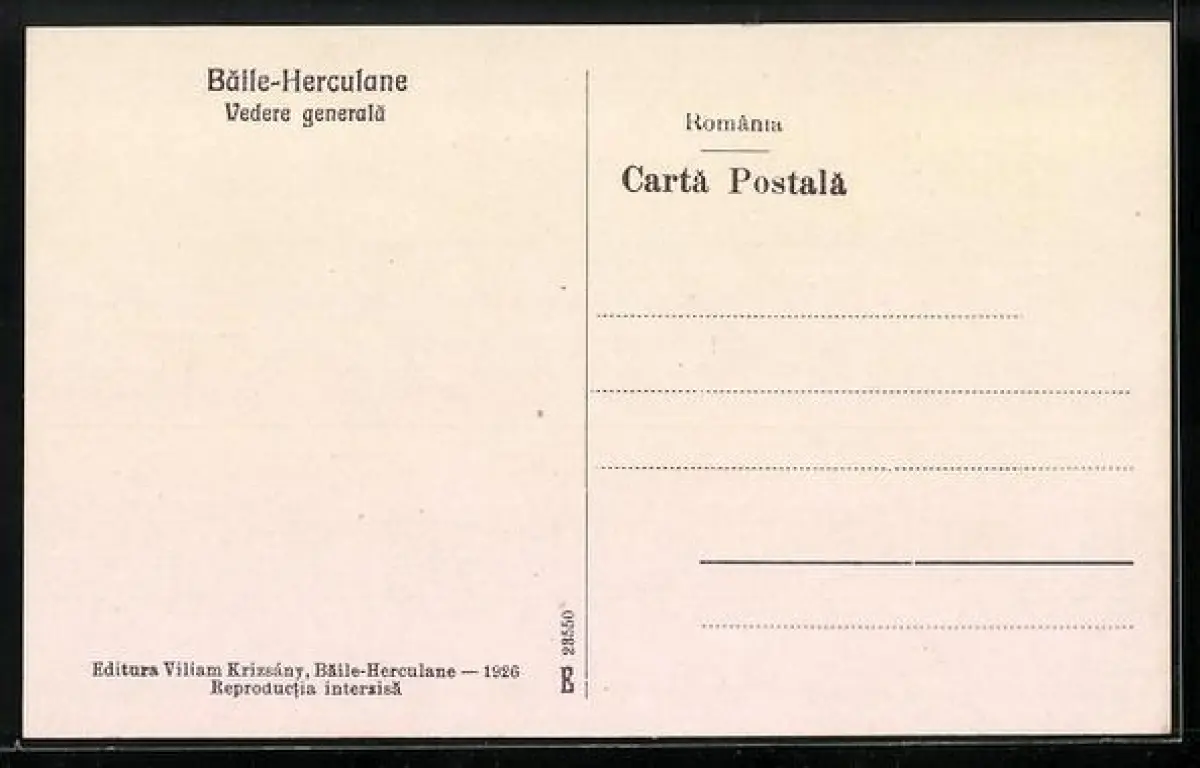 Băile-Herculane
Vedere generală
România
Cartă Postală
Editura Viliam Krizsány, Băile-Herculane — 1926
Reproducția interzisă
28550